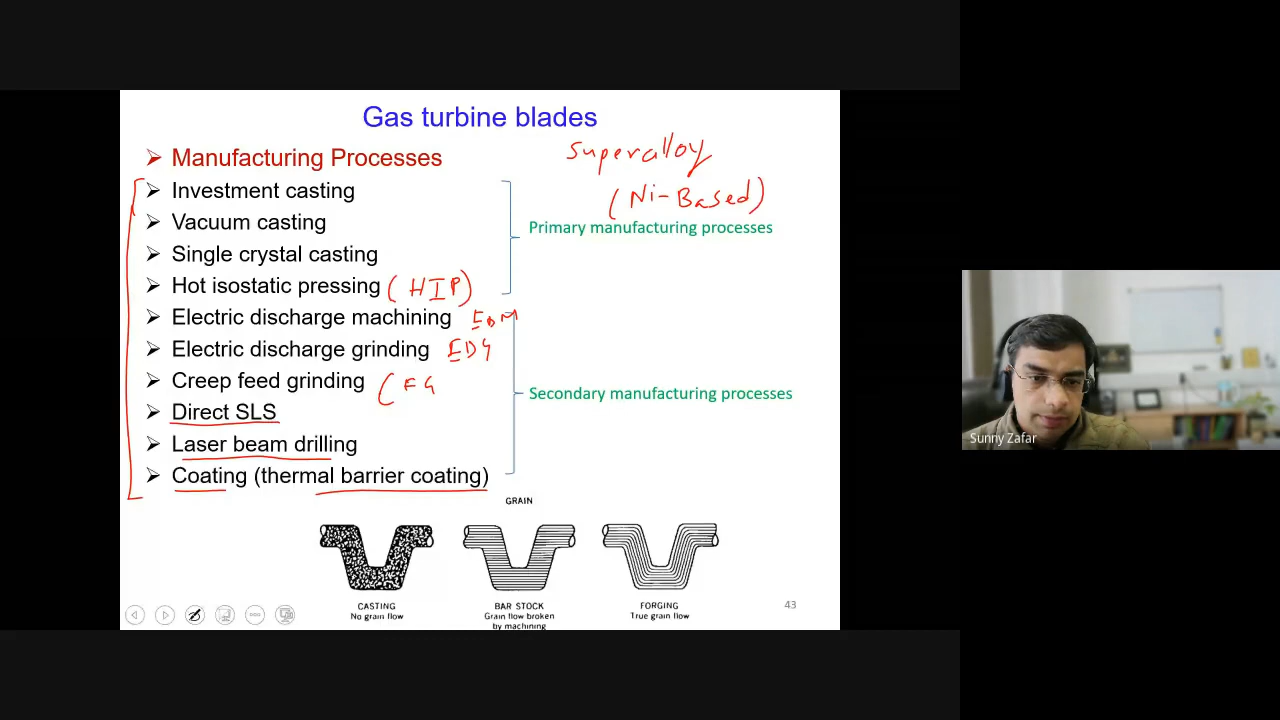 Gas turbine blades
Manufacturing Processes
Superalloy
(Ni-Based)
Investment casting
Vacuum casting
Single crystal casting
Hot isostatic pressing (HIP)
Primary manufacturing processes
Electric discharge machining EDM
Electric discharge grinding EDG
Creep feed grinding (FG
Direct SLS
Laser beam drilling
Coating (thermal barrier coating)
Secondary manufacturing processes
GRAIN
CASTING
No grain flow
BAR STOCK
Grain flow broken
by machining
FORGING
True grain flow
43
Sunny Zafar